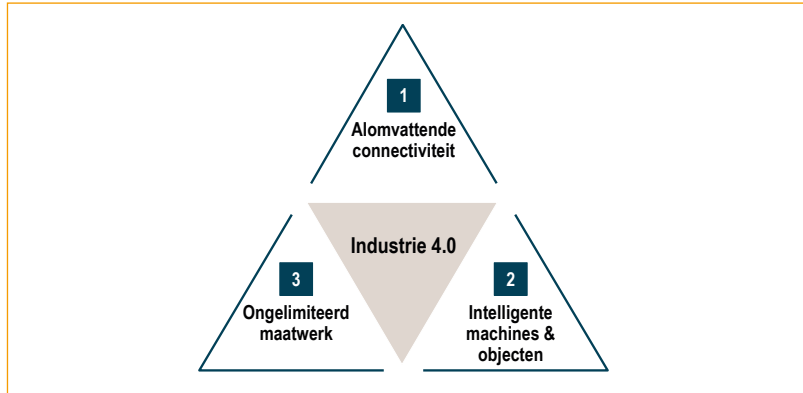 1
Alomvattende
connectiviteit
Industrie 4.0
3
Ongelimiteerd
maatwerk
2
Intelligente
machines &
objecten